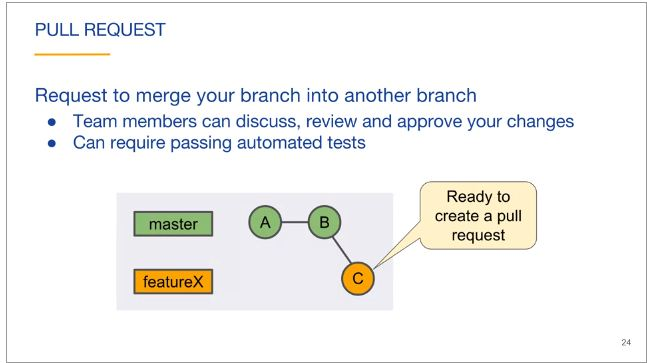 PULL REQUEST
Request to merge your branch into another branch
● Team members can discuss, review and approve your changes
● Can require passing automated tests
master
A
B
Ready to
create a pull
request
featureX
C
24